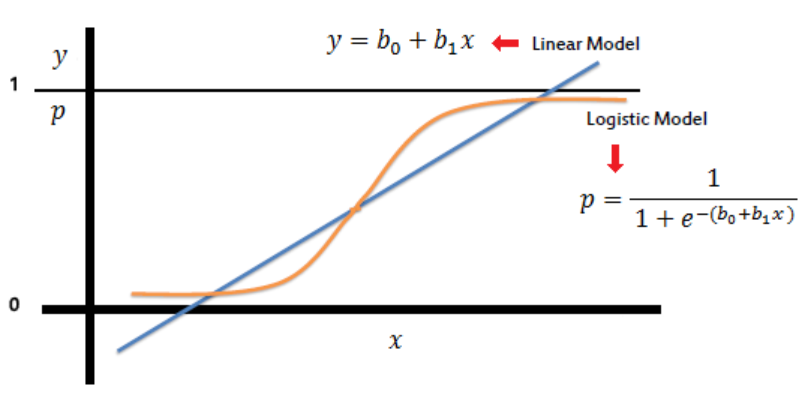 y = b₀ + b₁x
Linear Model
y
1
p
Logistic Model
p = 1 / (1 + e^−(b₀+b₁x))
0
x